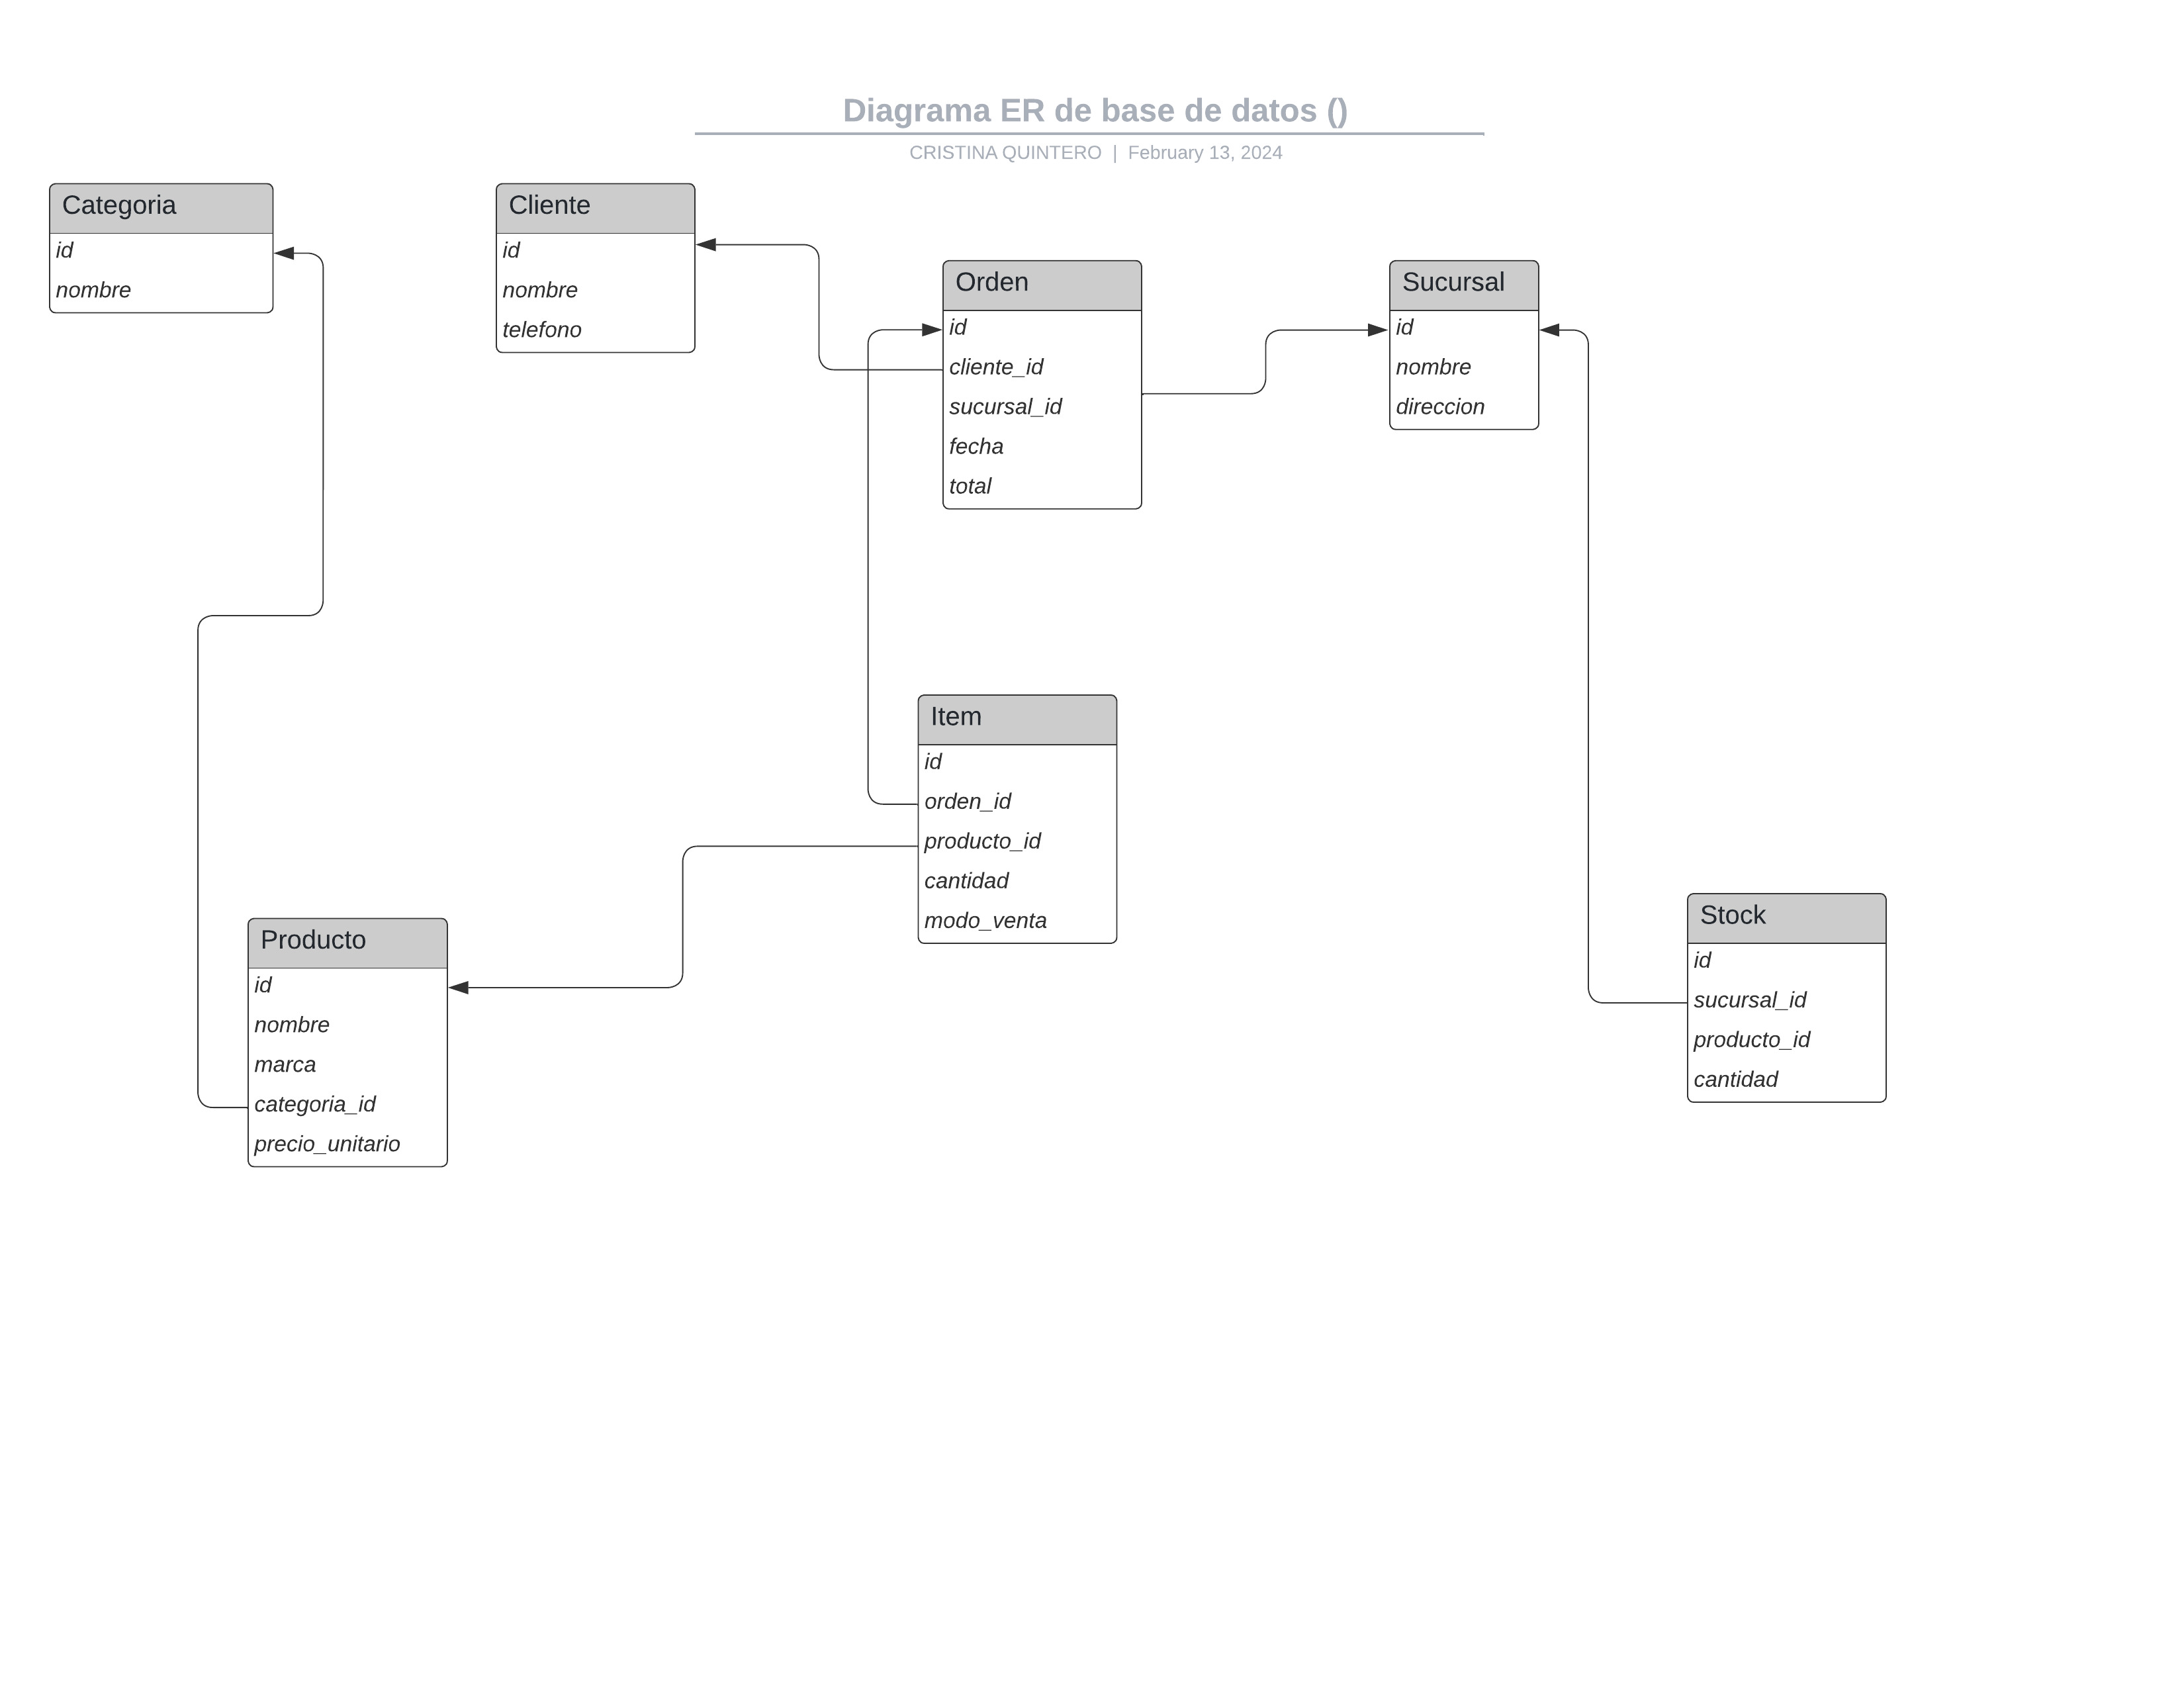 Diagrama ER de base de datos ()
CRISTINA QUINTERO | February 13, 2024
Categoria
id
nombre
Cliente
id
nombre
telefono
Orden
id
cliente_id
sucursal_id
fecha
total
Sucursal
id
nombre
direccion
Item
id
orden_id
producto_id
cantidad
modo_venta
Producto
id
nombre
marca
categoria_id
precio_unitario
Stock
id
sucursal_id
producto_id
cantidad